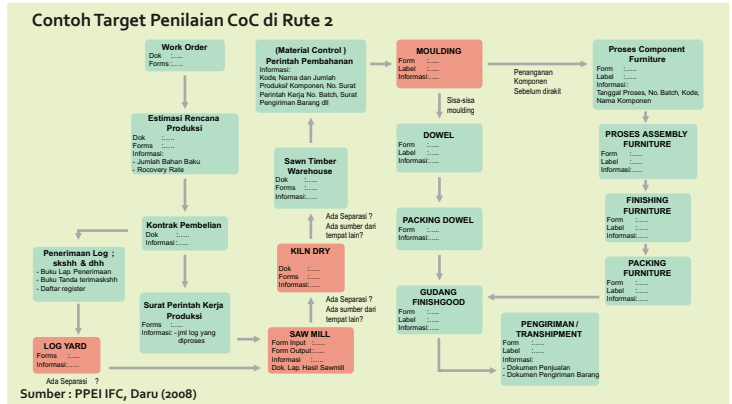 Contoh Target Penilaian CoC di Rute 2
Work Order
Dok :......
Forms :......
Estimasi Rencana
Produksi
Dok :......
Forms :......
Informasi:
- Jumlah Bahan Baku
- Rocovery Rate
Kontrak Pembelian
Dok :......
Informasi :......
Penerimaan Log ;
skshh & dhh
- Buku Lap. Penerimaan
- Buku Tanda terimaskshh
- Daftar register
LOG YARD
Forms :......
Informasi:......
Ada Separasi ?
Surat Perintah Kerja
Produksi
Forms :......
Informasi: - jml log yang
diproses
(Material Control )
Perintah Pembahanan
Informasi:
Kode, Nama dan Jumlah
Produks/ Komponen, No. Surat
Perintah Kerja No. Batch, Surat
Pengiriman Barang dll
Sawn Timber
Warehouse
Dok :......
Forms :......
Informasi:......
Ada Separasi ?
Ada sumber dari
tempat lain?
KILN DRY
Dok :......
Forms :......
Informasi:......
Ada Separasi ?
Ada sumber dari
tempat lain?
SAW MILL
Form Input :......
Form Output:......
Informasi :......
Dok. Lap. Hasil Sawmill
MOULDING
Form :......
Label :......
Informasi:......
Sisa-sisa
moulding
Penanganan
Komponen
Sebelum dirakit
DOWEL
Form :......
Label :......
Informasi:......
PACKING DOWEL
Form :......
Label :......
Informasi:......
GUDANG
FINISHGOOD
Form :......
Label :......
Informasi:......
Proses Component
Furniture
Form :......
Label :......
Informasi :
Tanggal Proses, No. Batch, Kode,
Nama Komponen
PROSES ASSEMBLY
FURNITURE
Form :......
Label :......
Informasi:......
FINISHING
FURNITURE
Form :......
Label :......
Informasi:......
PACKING
FURNITURE
Form :......
Label :......
Informasi:......
PENGIRIMAN /
TRANSHIPMENT
Form :......
Label :......
Informasi:
- Dokumen Penjualan
- Dokumen Pengiriman Barang
Sumber : PPEI IFC, Daru (2008)